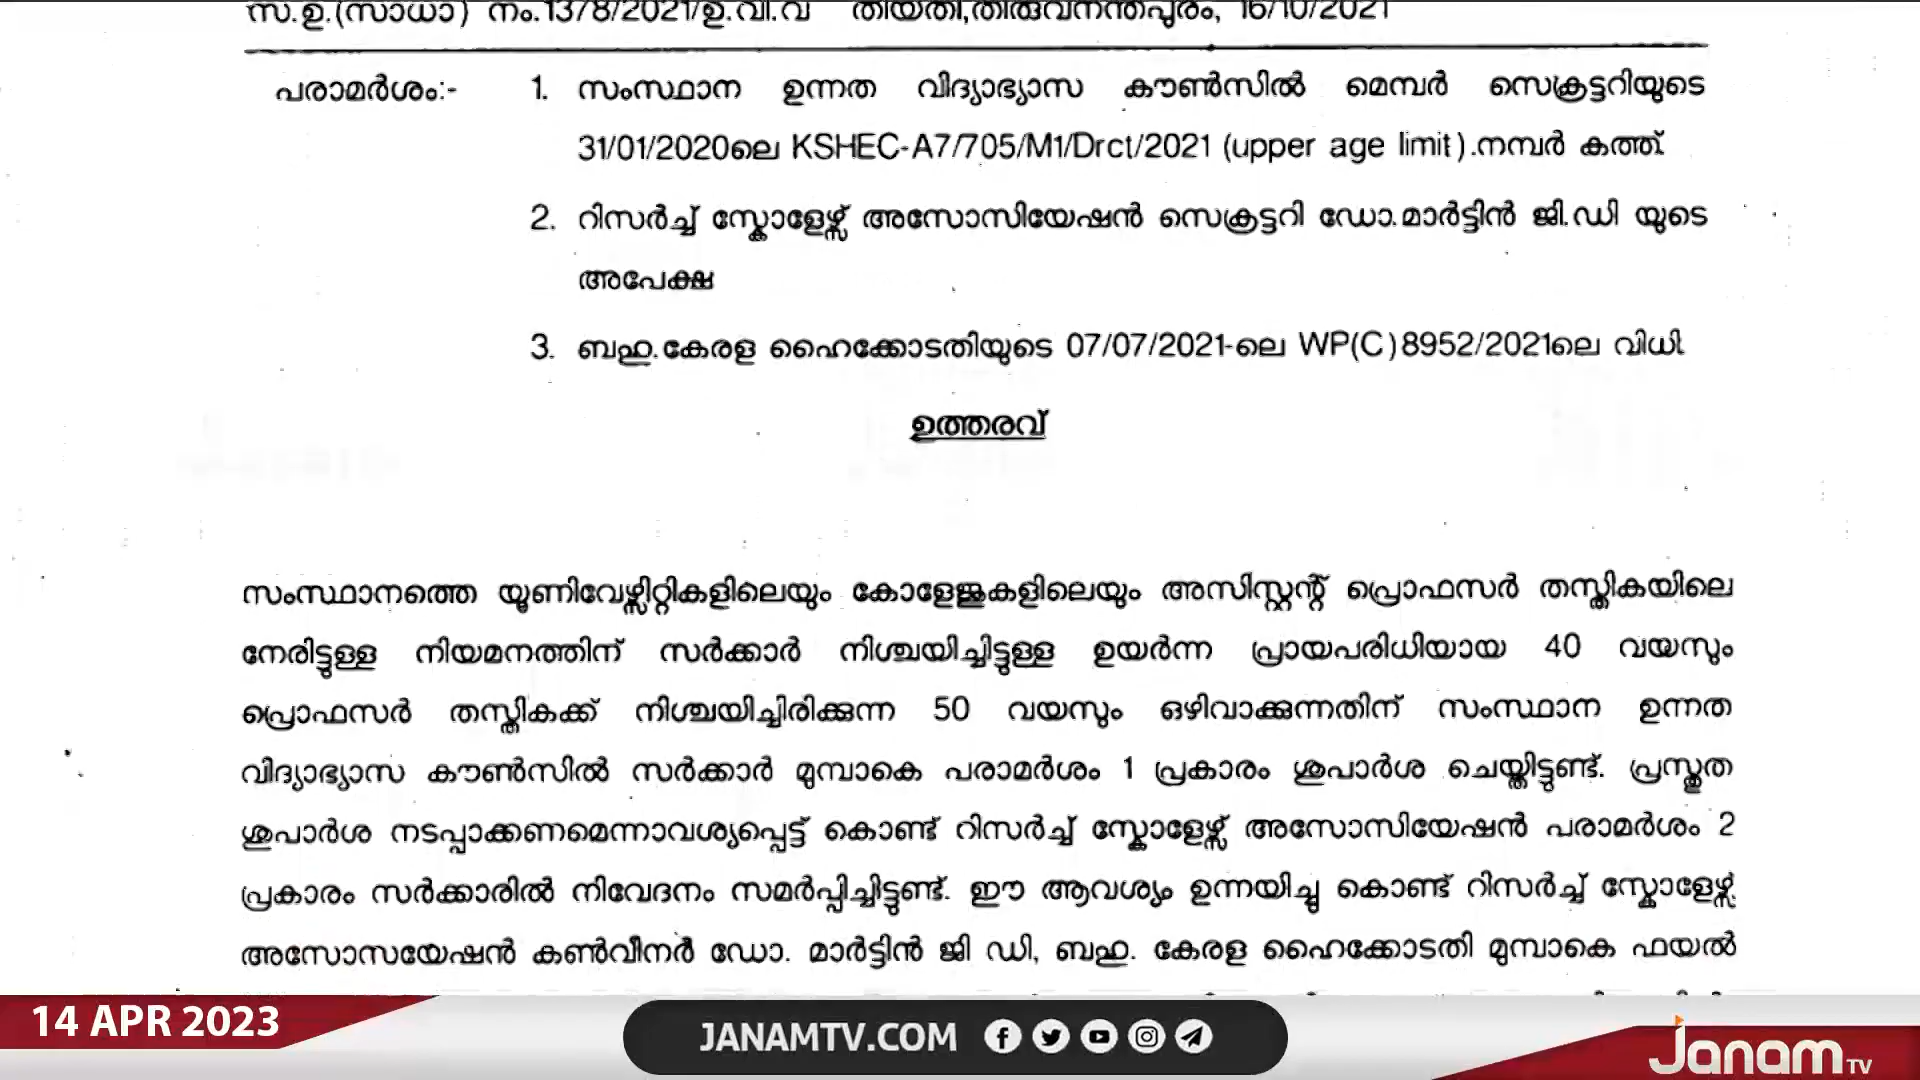 സ.ഉ.(സാധാ) നം.1378/2021/ഉ.വി.വ തീയതി,തിരുവനന്തപുരം, 16/10/2021
പരാമർശം:- 1. സംസ്ഥാന ഉന്നത വിദ്യാഭ്യാസ കൗൺസിൽ മെമ്പർ സെക്രട്ടറിയുടെ
31/01/2020ലെ KSHEC-A7/705/M1/Drct/2021 (upper age limit).നമ്പർ കത്ത്
2. റിസർച്ച് സ്കോളേഴ്സ് അസോസിയേഷൻ സെക്രട്ടറി ഡോ.മാർട്ടിൻ ജി.ഡി യുടെ
അപേക്ഷ
3. ബഹു.കേരള ഹൈക്കോടതിയുടെ 07/07/2021-ലെ WP(C)8952/2021ലെ വിധി
ഉത്തരവ്
സംസ്ഥാനത്തെ യൂണിവേഴ്സിറ്റികളിലെയും കോളേജുകളിലെയും അസിസ്റ്റന്റ് പ്രൊഫസർ തസ്തികയിലെ
നേരിട്ടുള്ള നിയമനത്തിന് സർക്കാർ നിശ്ചയിച്ചിട്ടുള്ള ഉയർന്ന പ്രായപരിധിയായ 40 വയസും
പ്രൊഫസർ തസ്തികക്ക് നിശ്ചയിച്ചിരിക്കുന്ന 50 വയസും ഒഴിവാക്കുന്നതിന് സംസ്ഥാന ഉന്നത
വിദ്യാഭ്യാസ കൗൺസിൽ സർക്കാർ മുമ്പാകെ പരാമർശം 1 പ്രകാരം ശുപാർശ ചെയ്തിട്ടുണ്ട്. പ്രസ്തുത
ശുപാർശ നടപ്പാക്കണമെന്നാവശ്യപ്പെട്ട് കൊണ്ട് റിസർച്ച് സ്കോളേഴ്സ് അസോസിയേഷൻ പരാമർശം 2
പ്രകാരം സർക്കാരിൽ നിവേദനം സമർപ്പിച്ചിട്ടുണ്ട്. ഈ ആവശ്യം ഉന്നയിച്ചു കൊണ്ട് റിസർച്ച് സ്കോളേഴ്സ്
അസോസയേഷൻ കൺവീനർ ഡോ. മാർട്ടിൻ ജി ഡി, ബഹു. കേരള ഹൈക്കോടതി മുമ്പാകെ ഫയൽ
14 APR 2023
JANAMTV.COM
Janam TV